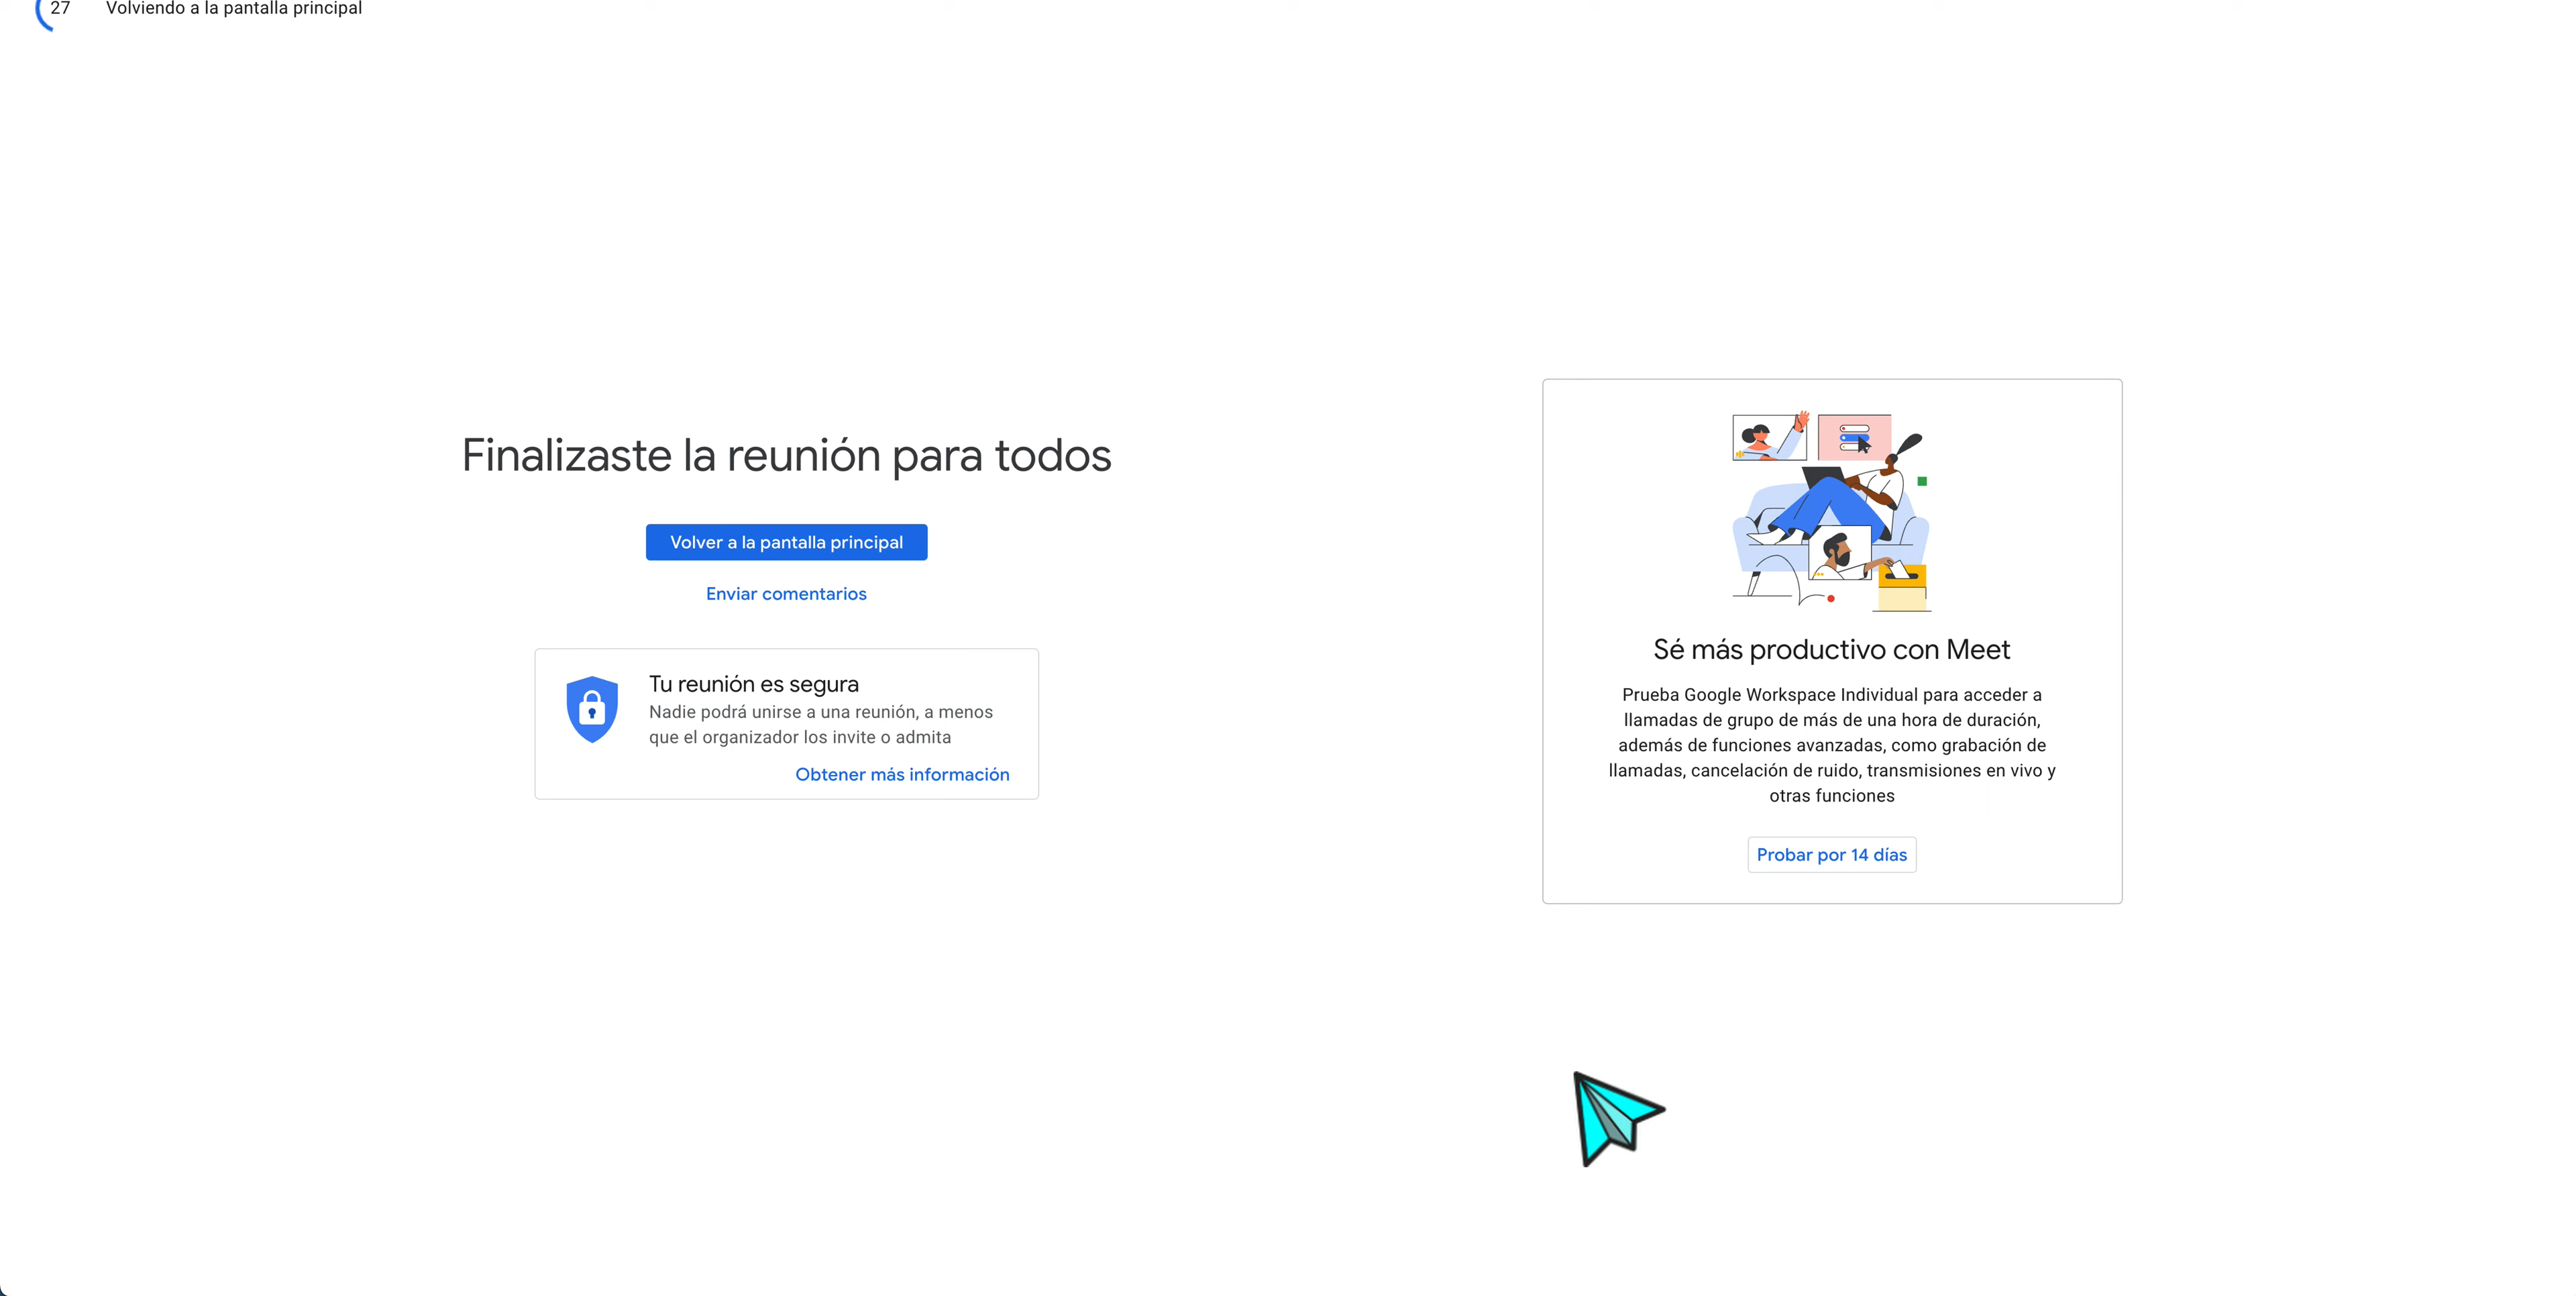 27 Volviendo a la pantalla principal
Finalizaste la reunión para todos
Volver a la pantalla principal
Enviar comentarios
Tu reunión es segura
Nadie podrá unirse a una reunión, a menos
que el organizador los invite o admita
Obtener más información
Sé más productivo con Meet
Prueba Google Workspace Individual para acceder a
llamadas de grupo de más de una hora de duración,
además de funciones avanzadas, como grabación de
llamadas, cancelación de ruido, transmisiones en vivo y
otras funciones
Probar por 14 días